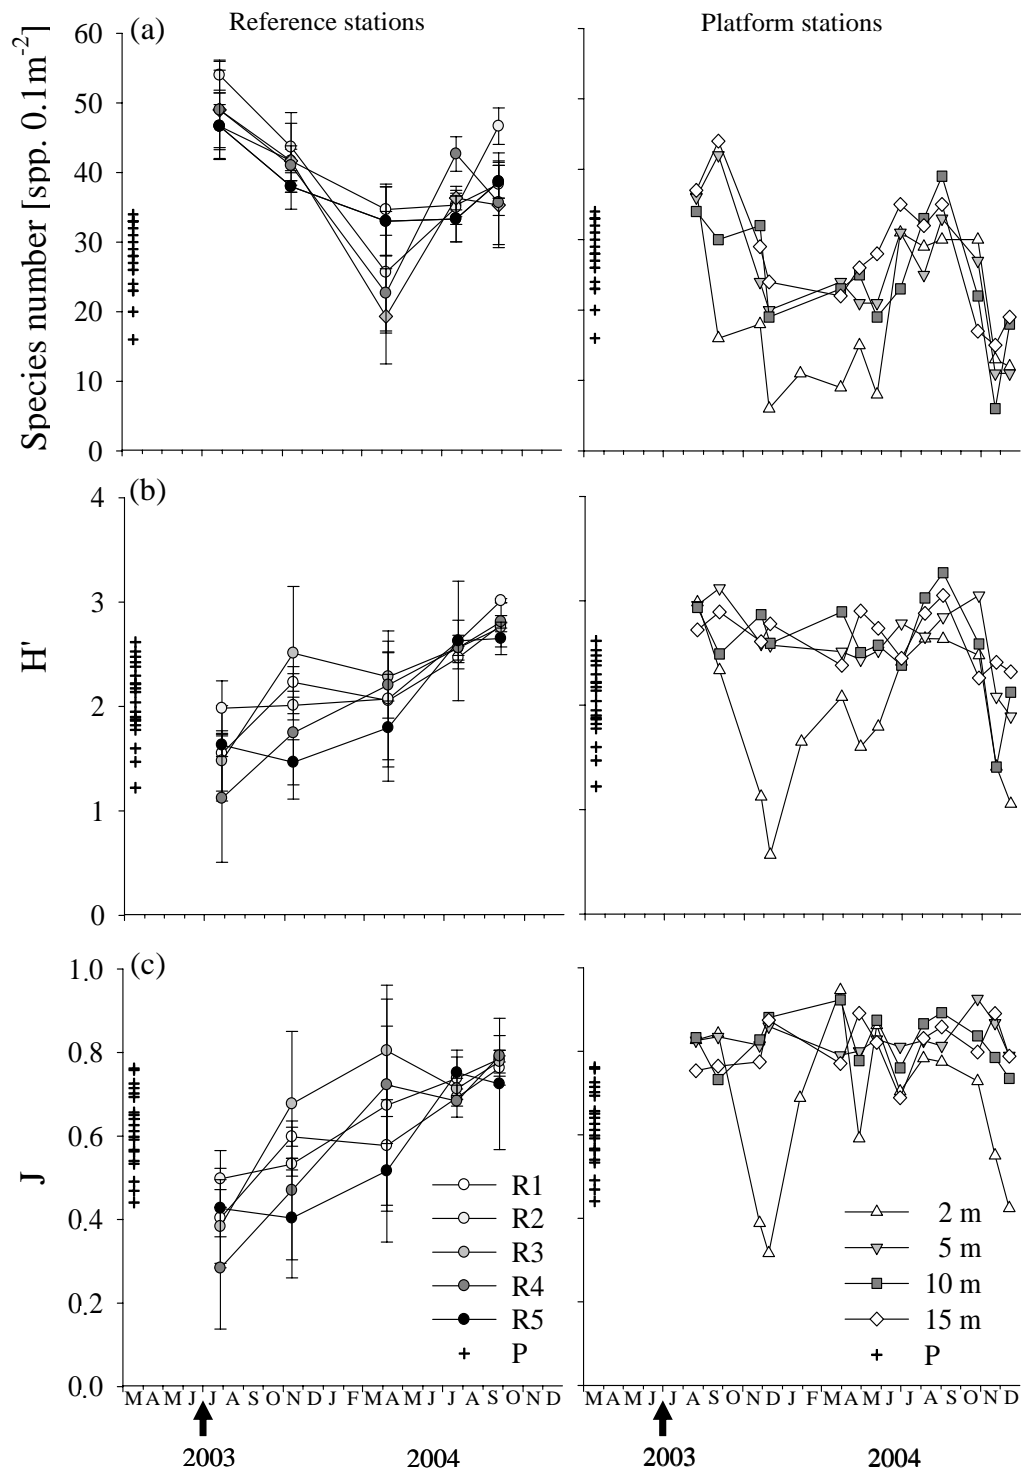 Reference stations
Platform stations
(a)
Species number [spp. 0.1m⁻²]
60
50
40
30
20
10
0
(b)
H'
4
3
2
1
0
(c)
J
1.0
0.8
0.6
0.4
0.2
0.0
R1
R2
R3
R4
R5
P
2 m
5 m
10 m
15 m
P
M A M J J A S O N D J F M A M J J A S O N D
M A M J J A S O N D J F M A M J J A S O N D
2003 2004
2003 2004